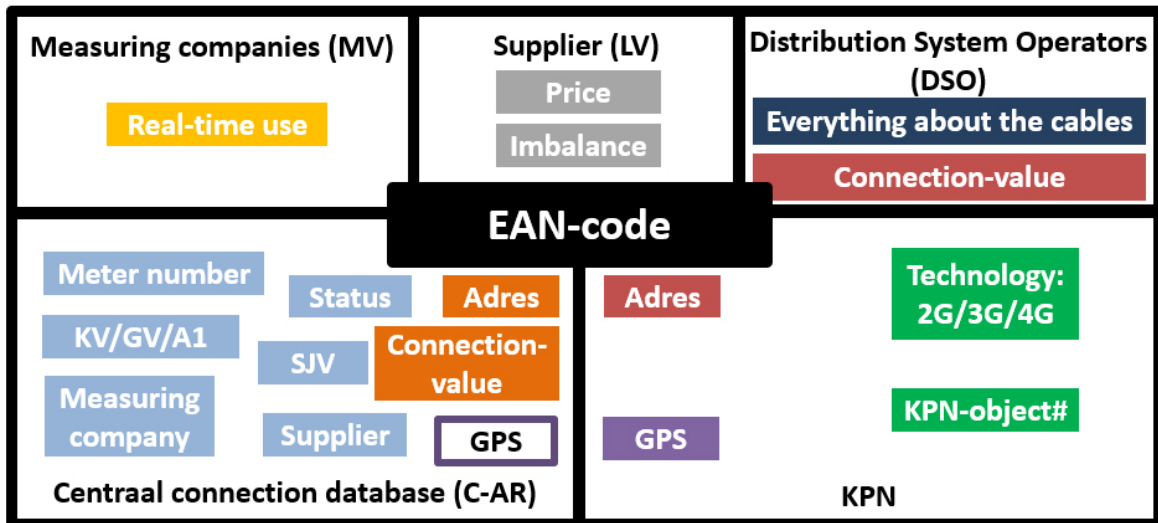 Measuring companies (MV)
Real-time use
Supplier (LV)
Price
Imbalance
Distribution System Operators
(DSO)
Everything about the cables
Connection-value
EAN-code
Meter number
Status
Adres
KV/GV/A1
SJV
Connection-
value
Measuring
company
Supplier
GPS
Centraal connection database (C-AR)
Adres
Technology:
2G/3G/4G
KPN-object#
GPS
KPN